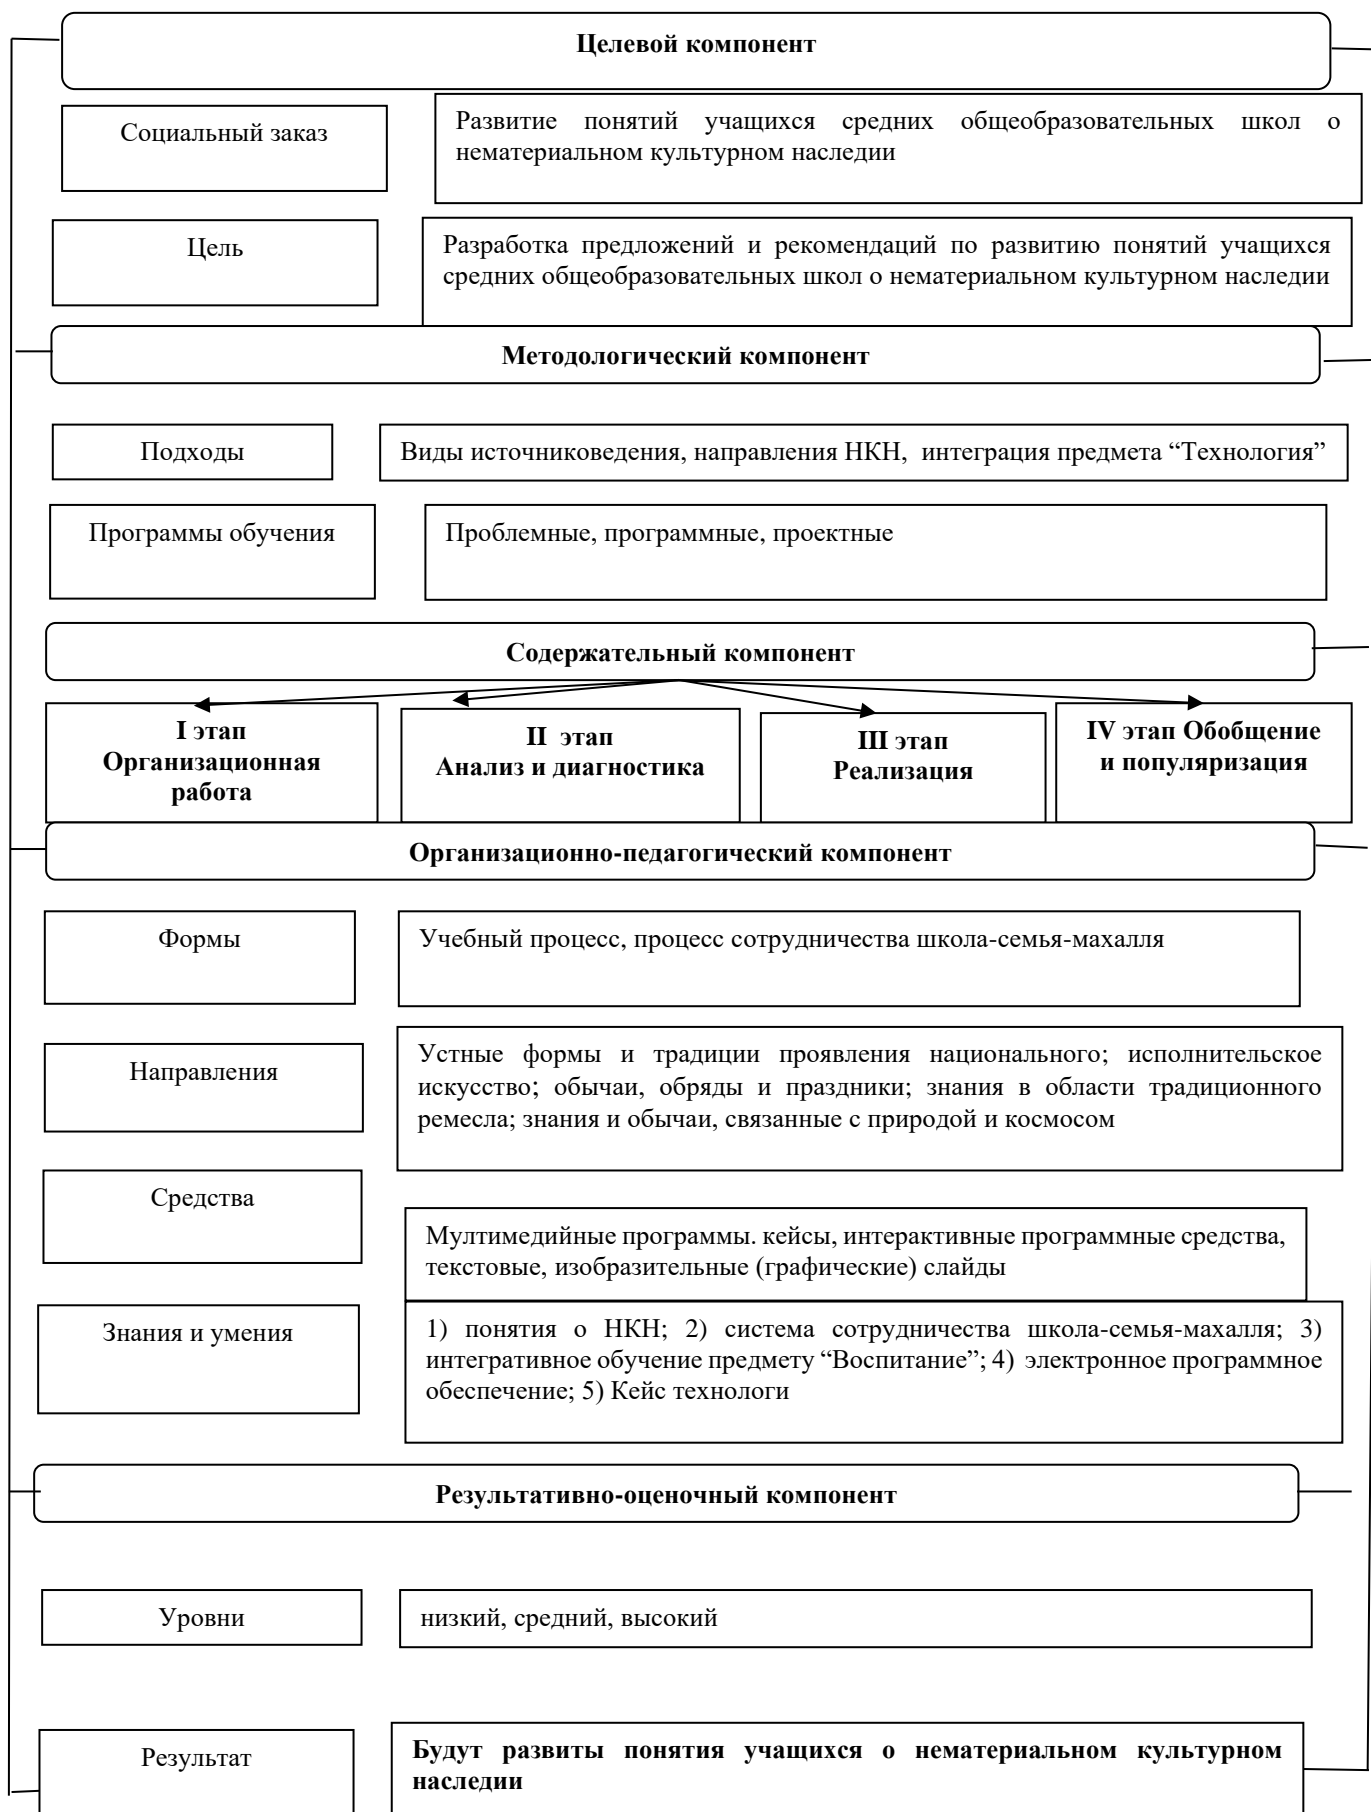 Целевой компонент
Социальный заказ
Развитие понятий учащихся средних общеобразовательных школ о
нематериальном культурном наследии
Цель
Разработка предложений и рекомендаций по развитию понятий учащихся
средних общеобразовательных школ о нематериальном культурном наследии
Методологический компонент
Подходы
Виды источниковедения, направления НКН, интеграция предмета “Технология”
Программы обучения
Проблемные, программные, проектные
Содержательный компонент
I этап
Организационная
работа
II этап
Анализ и диагностика
III этап
Реализация
IV этап Обобщение
и популяризация
Организационно-педагогический компонент
Формы
Учебный процесс, процесс сотрудничества школа-семья-махалля
Направления
Устные формы и традиции проявления национального; исполнительское
искусство; обычаи, обряды и праздники; знания в области традиционного
ремесла; знания и обычаи, связанные с природой и космосом
Средства
Мултимедийные программы. кейсы, интерактивные программные средства,
текстовые, изобразительные (графические) слайды
Знания и умения
1) понятия о НКН; 2) система сотрудничества школа-семья-махалля; 3)
интегративное обучение предмету “Воспитание”; 4) электронное программное
обеспечение; 5) Кейс технологи
Результативно-оценочный компонент
Уровни
низкий, средний, высокий
Результат
Будут развиты понятия учащихся о нематериальном культурном
наследии